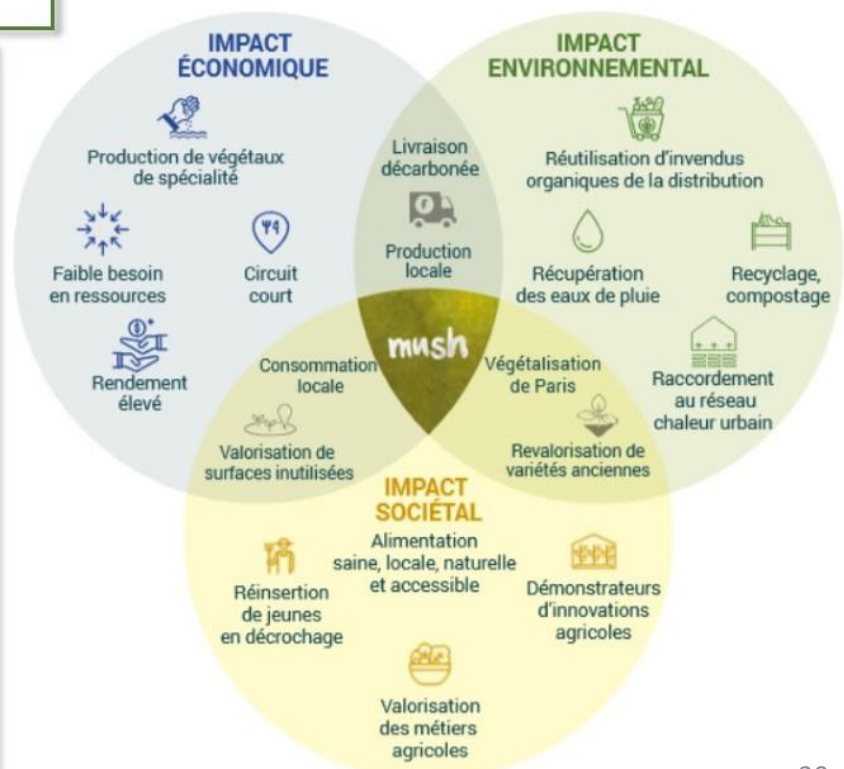 IMPACT
ÉCONOMIQUE
Production de végétaux
de spécialité
Faible besoin
en ressources
Circuit
court
Rendement
élevé
Livraison
décarbonée
Production
locale
IMPACT
ENVIRONNEMENTAL
Réutilisation d'invendus
organiques de la distribution
Récupération
des eaux de pluie
Recyclage,
compostage
Raccordement
au réseau
chaleur urbain
mush
Consommation
locale
Valorisation de
surfaces inutilisées
Végétalisation
de Paris
Revalorisation de
variétés anciennes
IMPACT
SOCIÉTAL
Alimentation
saine, locale, naturelle
et accessible
Réinsertion
de jeunes
en décrochage
Démonstrateurs
d'innovations
agricoles
Valorisation
des métiers
agricoles